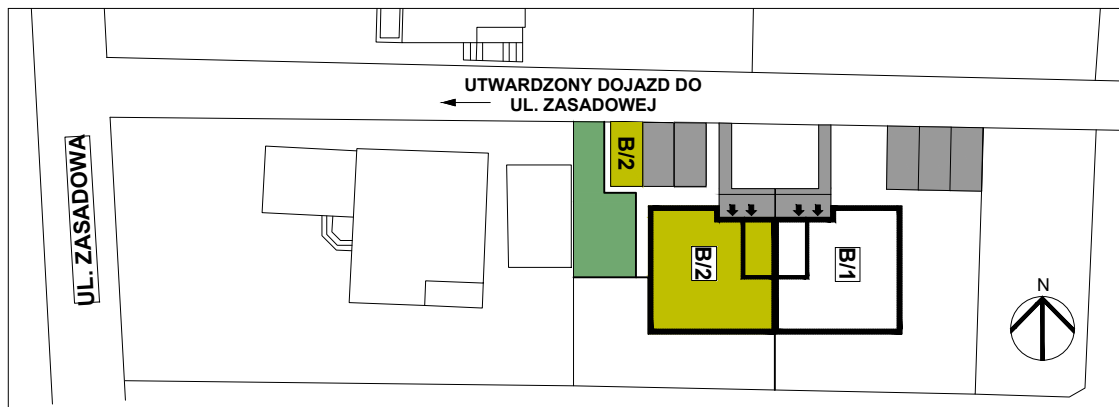 UTWARDZONY DOJAZD DO
UL. ZASADOWEJ
UL. ZASADOWA
B/2
B/2
B/1
N